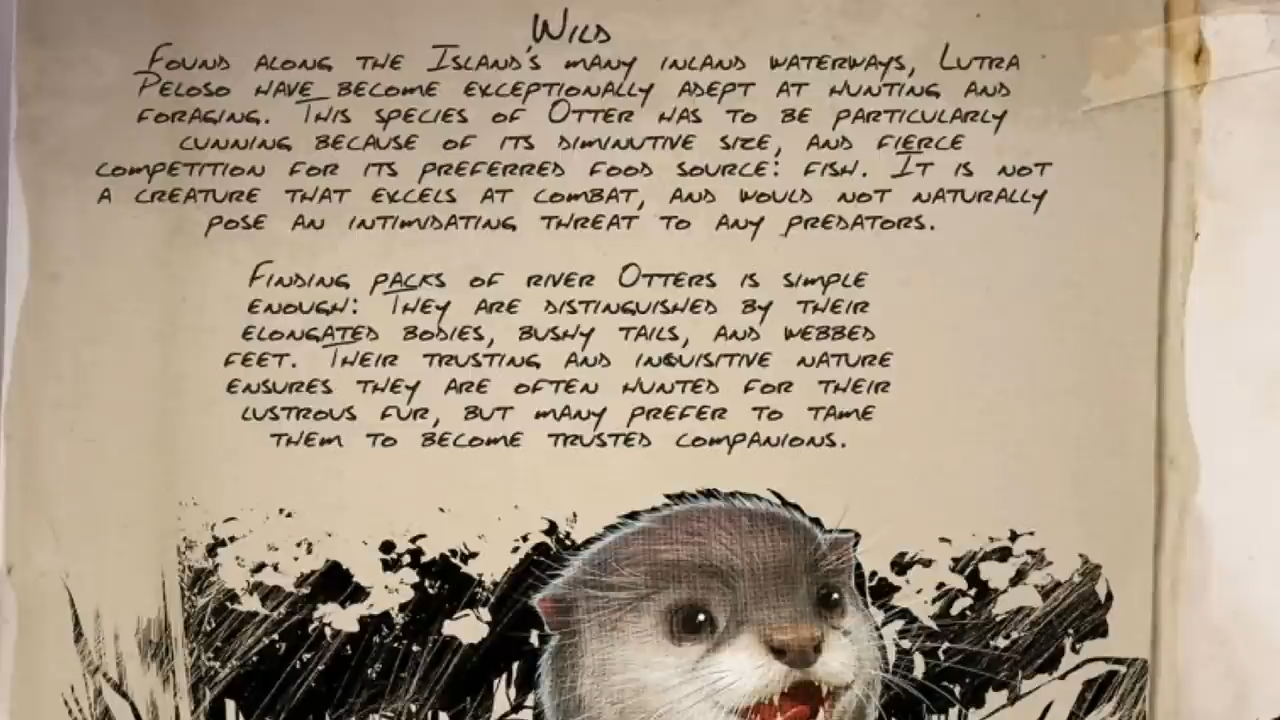 Wild
Found along the Island's many inland waterways, Lutra
Peloso have become exceptionally adept at hunting and
foraging. This species of Otter has to be particularly
cunning because of its diminutive size, and fierce
competition for its preferred food source: fish. It is not
a creature that excels at combat, and would not naturally
pose an intimidating threat to any predators.
Finding packs of river Otters is simple
enough: They are distinguished by their
elongated bodies, bushy tails, and webbed
feet. Their trusting and inquisitive nature
ensures they are often hunted for their
lustrous fur, but many prefer to tame
them to become trusted companions.